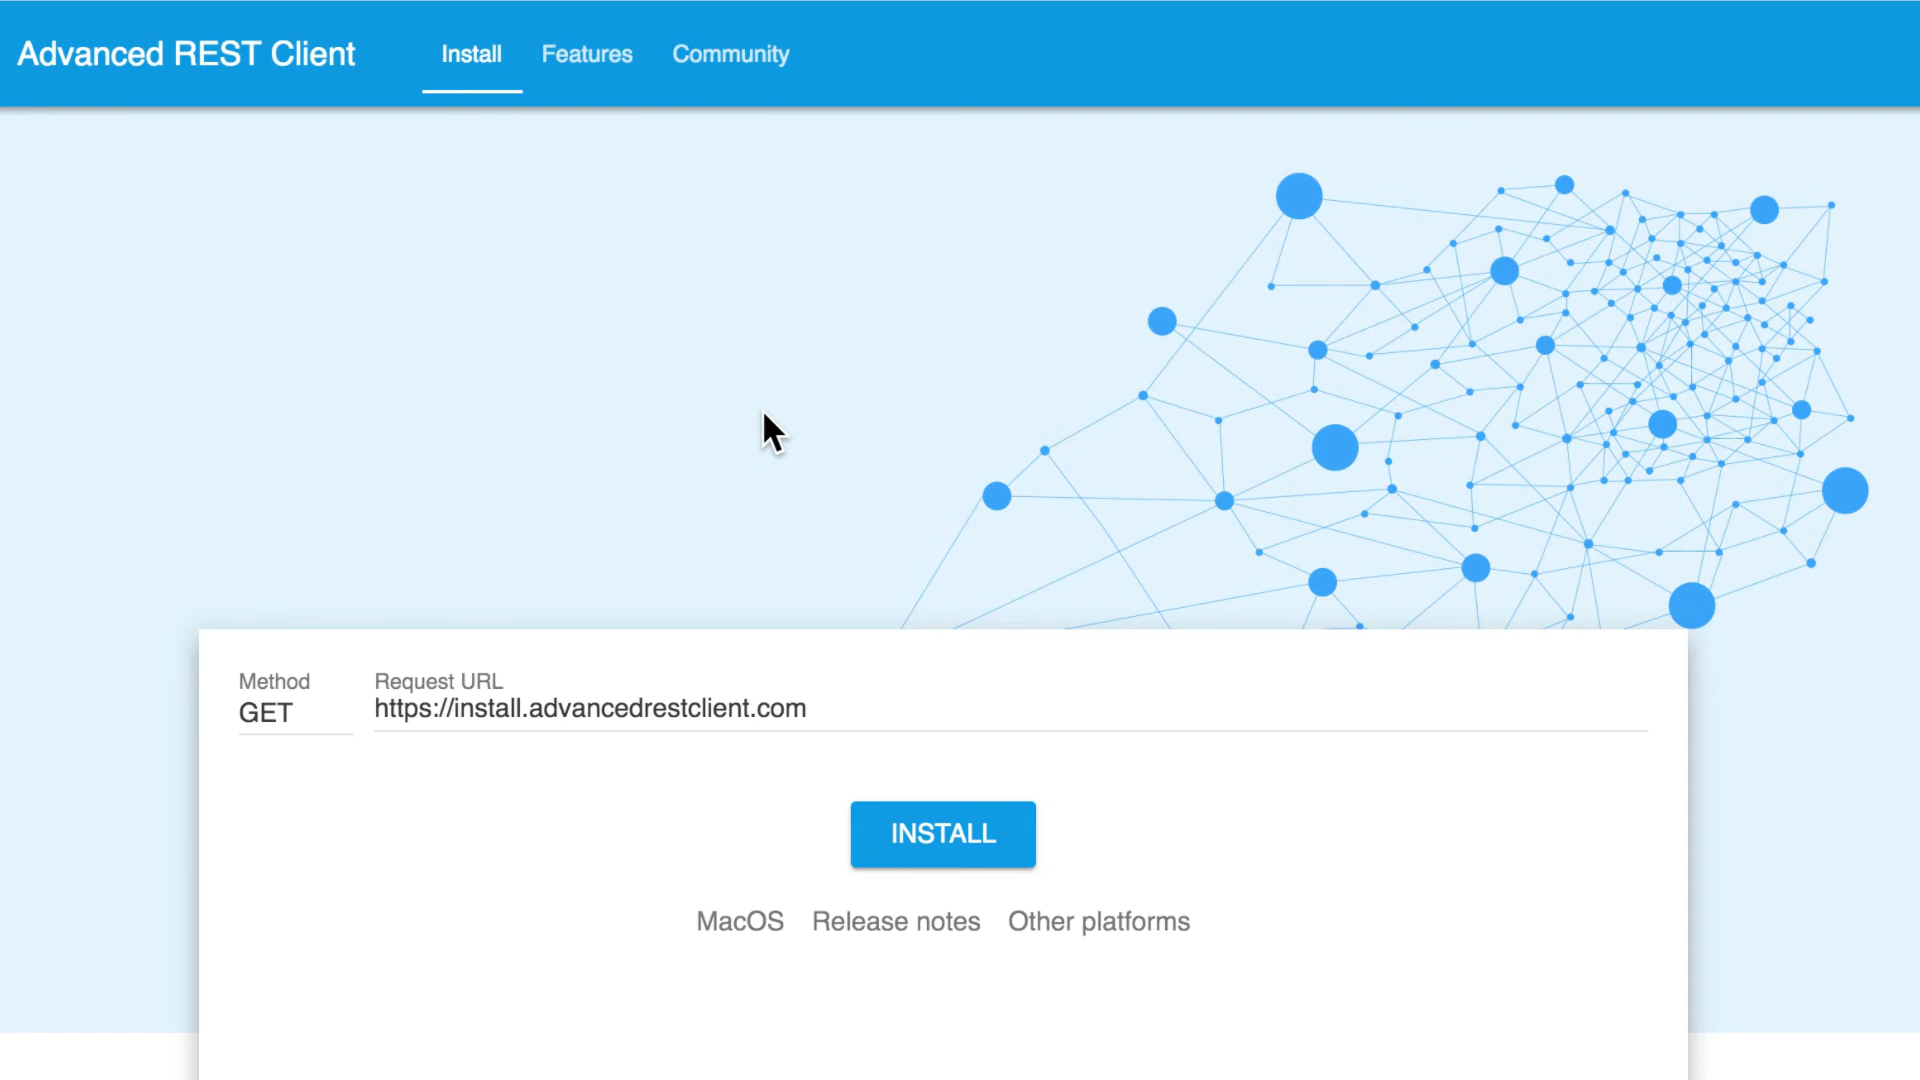 Advanced REST Client
Install
Features
Community
Method
Request URL
GET
https://install.advancedrestclient.com
INSTALL
MacOS
Release notes
Other platforms